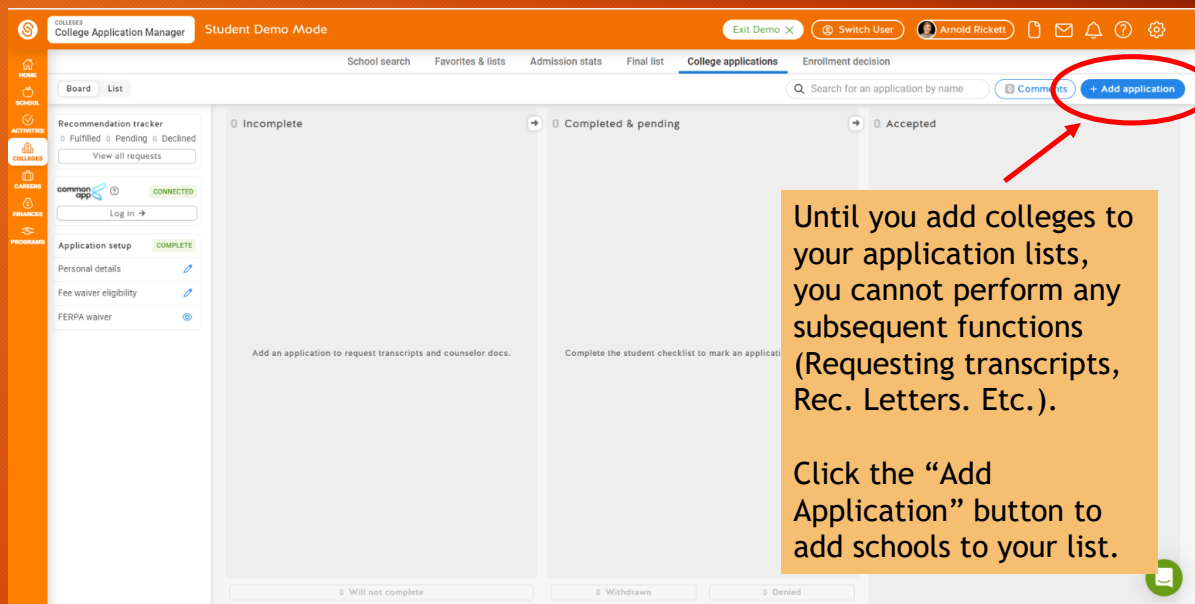 COLLEGES
College Application Manager
Student Demo Mode
Exit Demo X
Switch User
Arnold Rickett
HOME
SCHOOL
ACTIVITIES
COLLEGES
CAREERS
FINANCES
PROGRAMS
School search
Favorites & lists
Admission stats
Final list
College applications
Enrollment decision
Board
List
Search for an application by name
0 Comments
+ Add application
Recommendation tracker
0 Fulfilled 0 Pending 0 Declined
View all requests
common app
CONNECTED
Log in →
Application setup
COMPLETE
Personal details
Fee waiver eligibility
FERPA waiver
0 Incomplete
Add an application to request transcripts and counselor docs.
0 Will not complete
0 Completed & pending
Complete the student checklist to mark an applicati
0 Withdrawn
0 Denied
0 Accepted
Until you add colleges to
your application lists,
you cannot perform any
subsequent functions
(Requesting transcripts,
Rec. Letters. Etc.).
Click the “Add
Application” button to
add schools to your list.